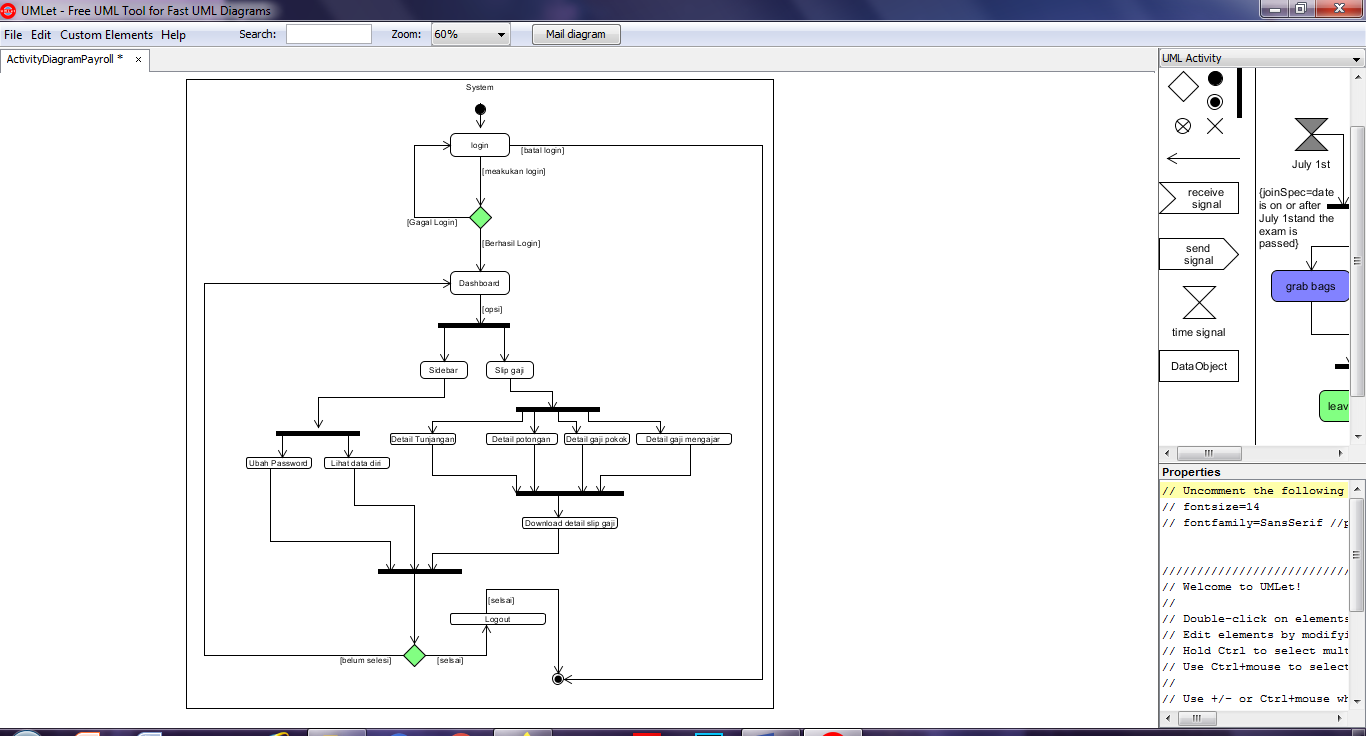 UMLet - Free UML Tool for Fast UML Diagrams
File Edit Custom Elements Help Search: Zoom: 60% Mail diagram
ActivityDiagramPayroll *
System
login
[batal login]
[meakukan login]
[Gagal Login]
[Berhasil Login]
Dashboard
[opsi]
Sidebar
Slip gaji
Detail Tunjangan
Detail potongan
Detail gaji pokok
Detail gaji mengajar
Ubah Password
Lihat data diri
Download detail slip gaji
[selsai]
Logout
[belum selesi]
[selsai]
UML Activity
July 1st
receive
signal
{joinSpec=date
is on or after
July 1stand the
exam is
passed}
send
signal
grab bags
time signal
DataObject
leav
Properties
// Uncomment the following
// fontsize=14
// fontfamily=SansSerif //p
//////////////////////////
// Welcome to UMLet!
//
// Double-click on elements
// Edit elements by modifyi
// Hold Ctrl to select mult
// Use Ctrl+mouse to select
//
// Use +/- or Ctrl+mouse wh